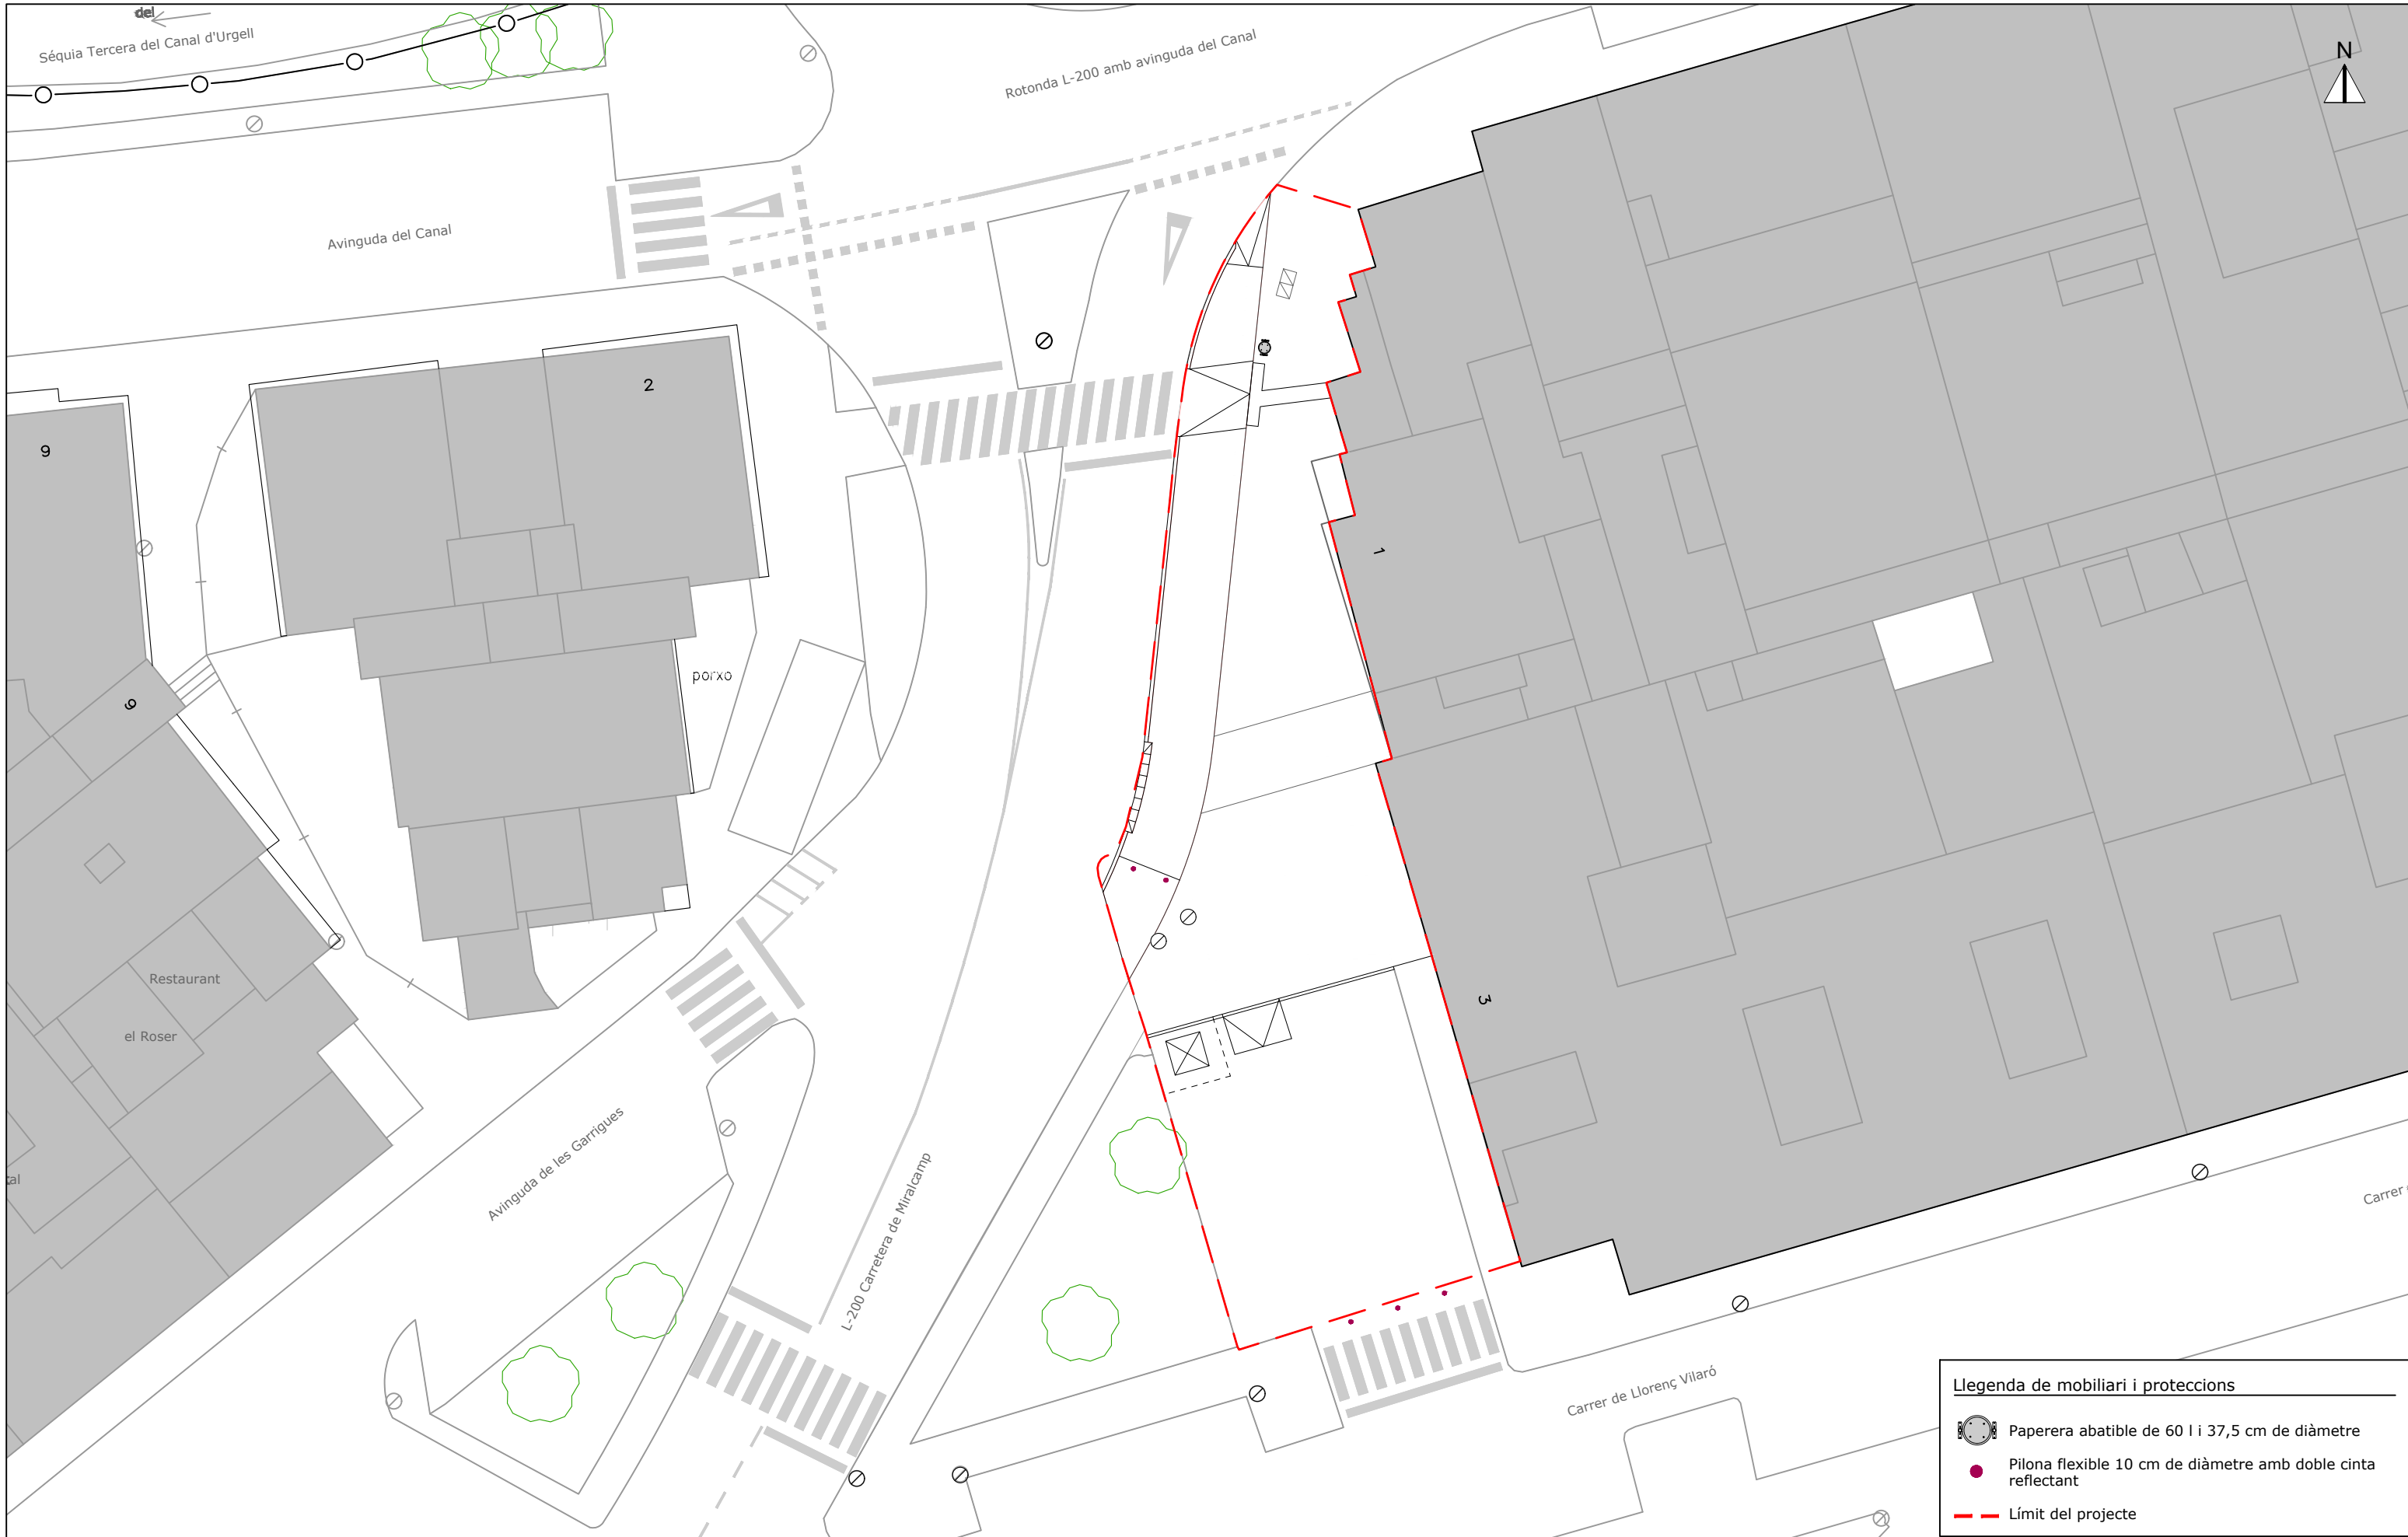 del
Séquia Tercera del Canal d'Urgell
Rotonda L-200 amb avinguda del Canal
N
Avinguda del Canal
2
9
1
porxo
9
Restaurant
el Roser
3
tal
Avinguda de les Garrigues
L-200 Carretera de Miralcamp
Carrer
Carrer de Llorenç Vilaró
Llegenda de mobiliari i proteccions
Paperera abatible de 60 l i 37,5 cm de diàmetre
Pilona flexible 10 cm de diàmetre amb doble cinta
reflectant
Límit del projecte